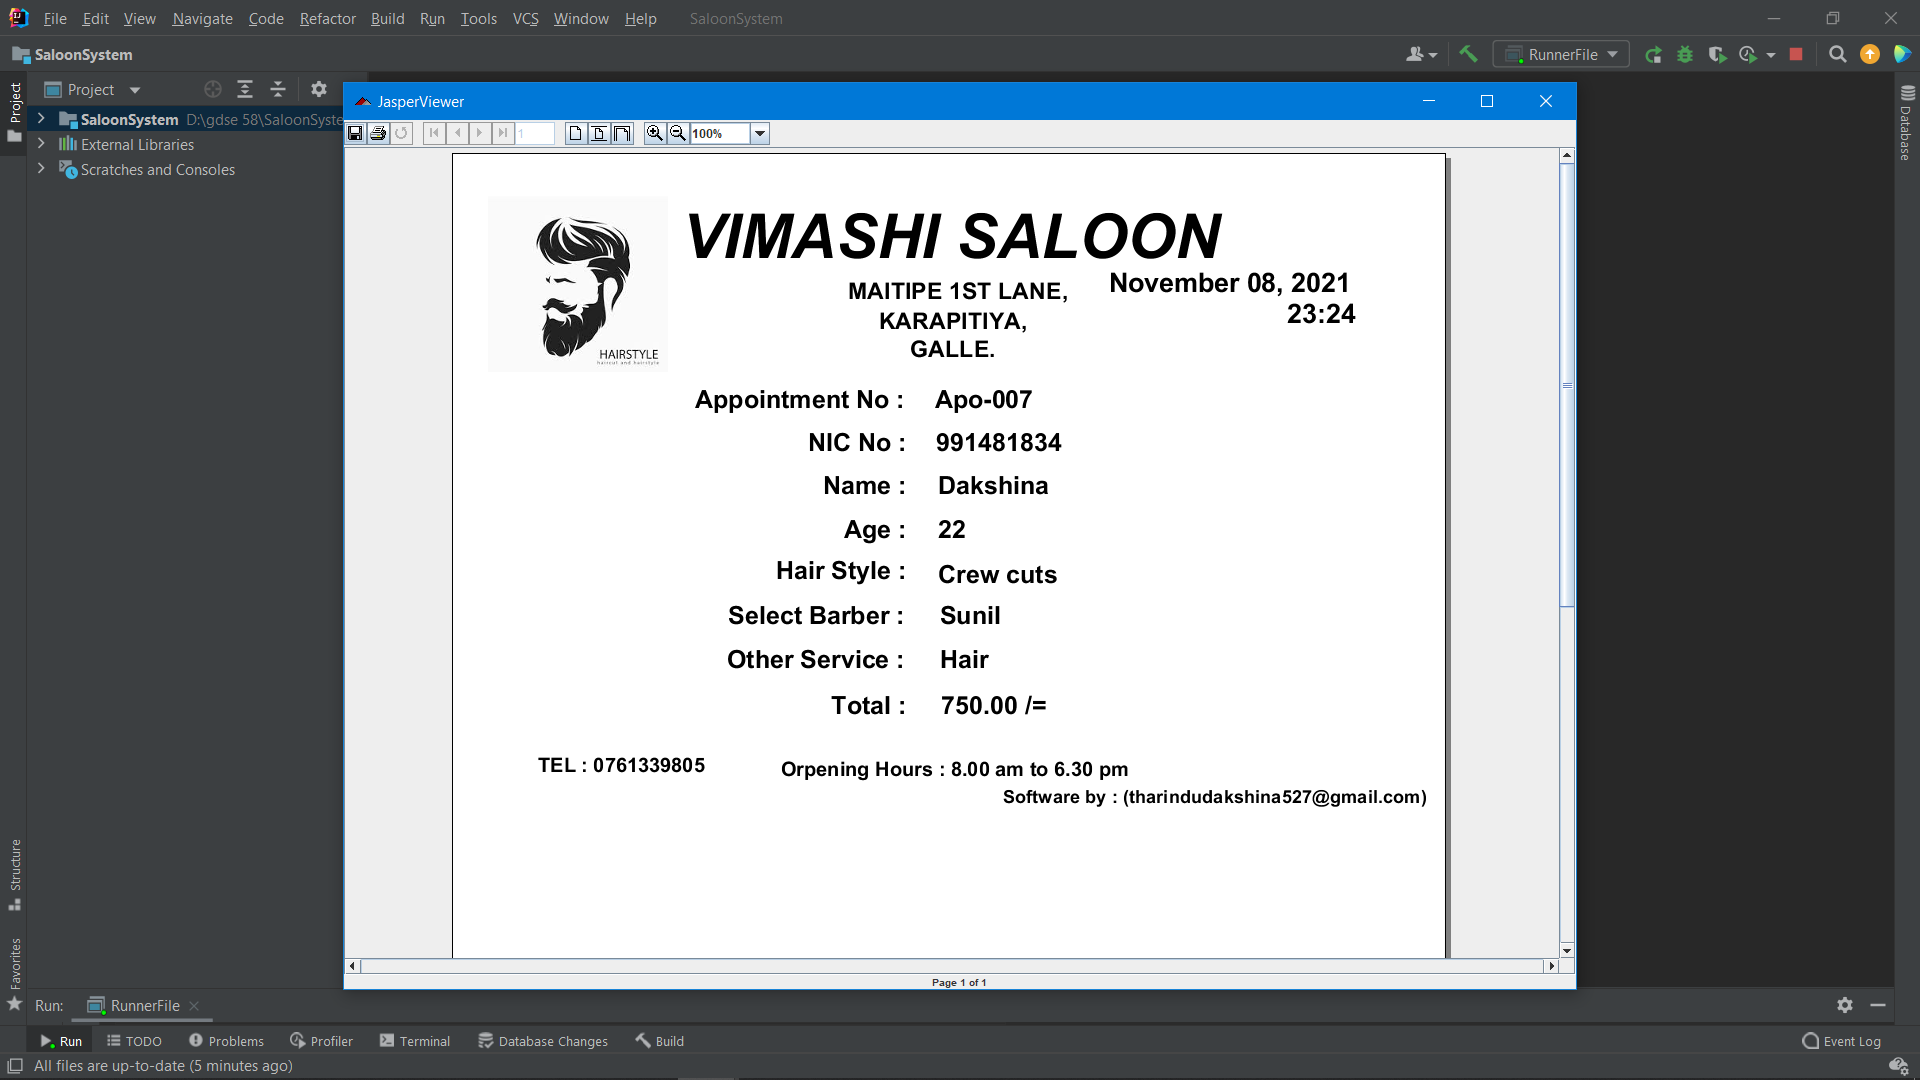 File Edit View Navigate Code Refactor Build Run Tools VCS Window Help SaloonSystem
SaloonSystem
RunnerFile
Project
Project
SaloonSystem D:\gdse 58\SaloonSyste
External Libraries
Scratches and Consoles
Database
JasperViewer
1
100%
VIMASHI SALOON
November 08, 2021
23:24
MAITIPE 1ST LANE,
KARAPITIYA,
GALLE.
HAIRSTYLE
haircut and hairstyle
Appointment No : Apo-007
NIC No : 991481834
Name : Dakshina
Age : 22
Hair Style : Crew cuts
Select Barber : Sunil
Other Service : Hair
Total : 750.00 /=
TEL : 0761339805
Orpening Hours : 8.00 am to 6.30 pm
Software by : (tharindudakshina527@gmail.com)
Page 1 of 1
Structure
Favorites
Run: RunnerFile
Run TODO Problems Profiler Terminal Database Changes Build Event Log
All files are up-to-date (5 minutes ago)